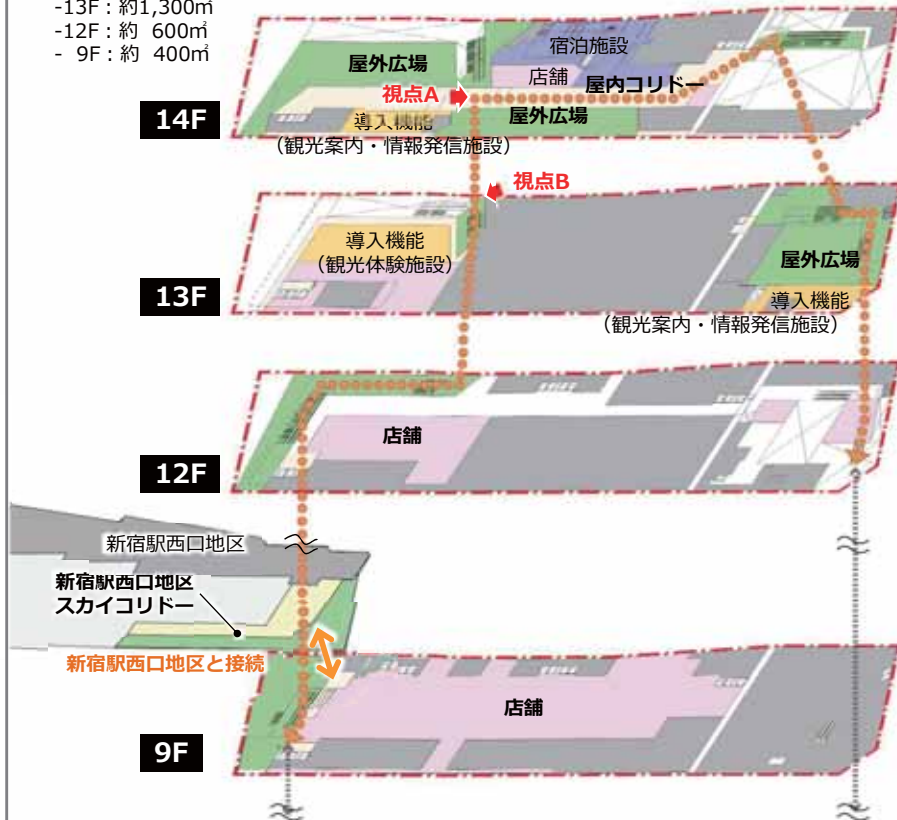 -13F：約1,300㎡
-12F：約 600㎡
- 9F：約 400㎡
宿泊施設
屋外広場
店舗
屋内コリドー
視点A
14F
導入機能
屋外広場
（観光案内・情報発信施設）
視点B
導入機能
（観光体験施設）
屋外広場
13F
導入機能
（観光案内・情報発信施設）
店舗
12F
新宿駅西口地区
新宿駅西口地区
スカイコリドー
新宿駅西口地区と接続
店舗
9F